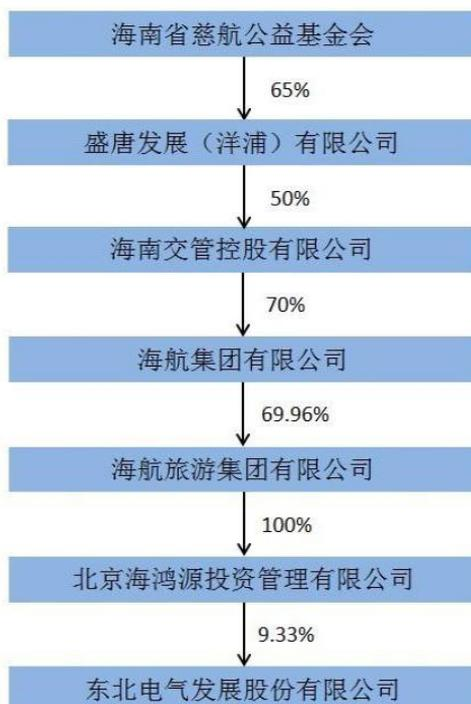 海南省慈航公益基金会
65%
盛唐发展（洋浦）有限公司
50%
海南交管控股有限公司
70%
海航集团有限公司
69.96%
海航旅游集团有限公司
100%
北京海鸿源投资管理有限公司
9.33%
东北电气发展股份有限公司